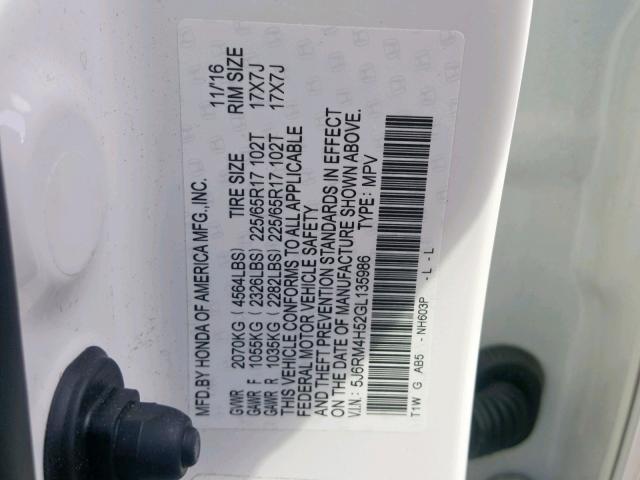 MFD.BY HONDA OF AMERICA MFG.,INC. 11/16
TIRE SIZE RIM SIZE
GVWR 2070KG ( 4564LBS)
GAWR F 1055KG ( 2326LBS) 225/65R17 102T 17X7J
GAWR R 1035KG ( 2282LBS) 225/65R17 102T 17X7J
THIS VEHICLE CONFORMS TO ALL APPLICABLE
FEDERAL MOTOR VEHICLE SAFETY
AND THEFT PREVENTION STANDARDS IN EFFECT
ON THE DATE OF MANUFACTURE SHOWN ABOVE.
V.I.N.: 5J6RM4H52GL135986 TYPE: MPV
T1W G AB5 - NH603P - L - L